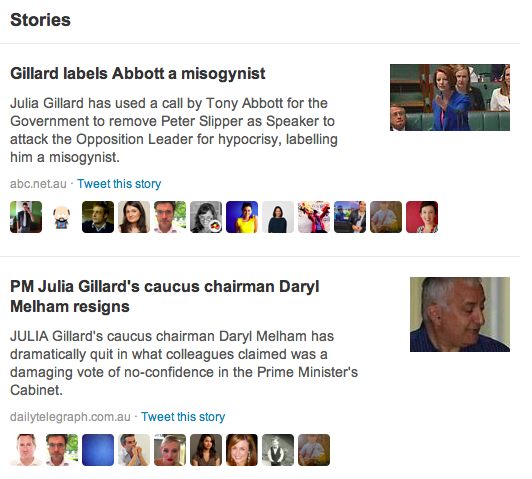 Stories
Gillard labels Abbott a misogynist
Julia Gillard has used a call by Tony Abbott for the
Government to remove Peter Slipper as Speaker to
attack the Opposition Leader for hypocrisy, labelling
him a misogynist.
abc.net.au · Tweet this story
PM Julia Gillard's caucus chairman Daryl
Melham resigns
JULIA Gillard's caucus chairman Daryl Melham has
dramatically quit in what colleagues claimed was a
damaging vote of no-confidence in the Prime Minister's
Cabinet.
dailytelegraph.com.au · Tweet this story